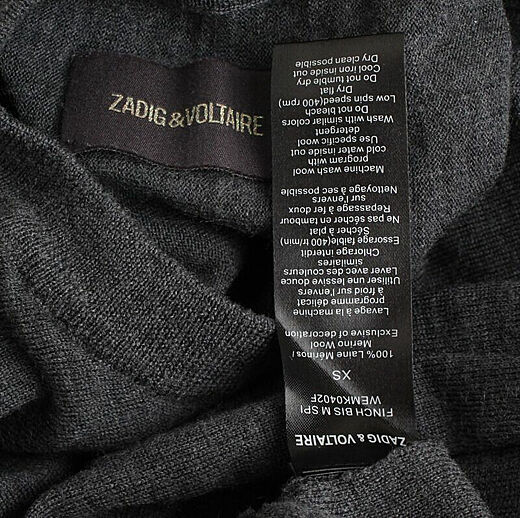 ZADIG & VOLTAIRE
ZADIG & VOLTAIRE
FINCH BIS M SPI
WEMK0402F
XS
100% Laine Mérinos /
Merino Wool
Exclusive of decoration
Lavage à la machine
programme délicat
à froid sur l'envers
Utiliser une lessive douce
Laver avec des couleurs
similaires
Chlorage interdit
Essorage faible(400 tr/min)
Sécher à plat
Ne pas sécher en tambour
Repassage à fer doux
sur l'envers
Nettoyage à sec possible
Machine wash wool
program with
cold water inside out
Use specific wool
detergent
Wash with similar colors
Do not bleach
Low spin speed(400 rpm)
Dry flat
Do not tumble dry
Cool iron inside out
Dry clean possible